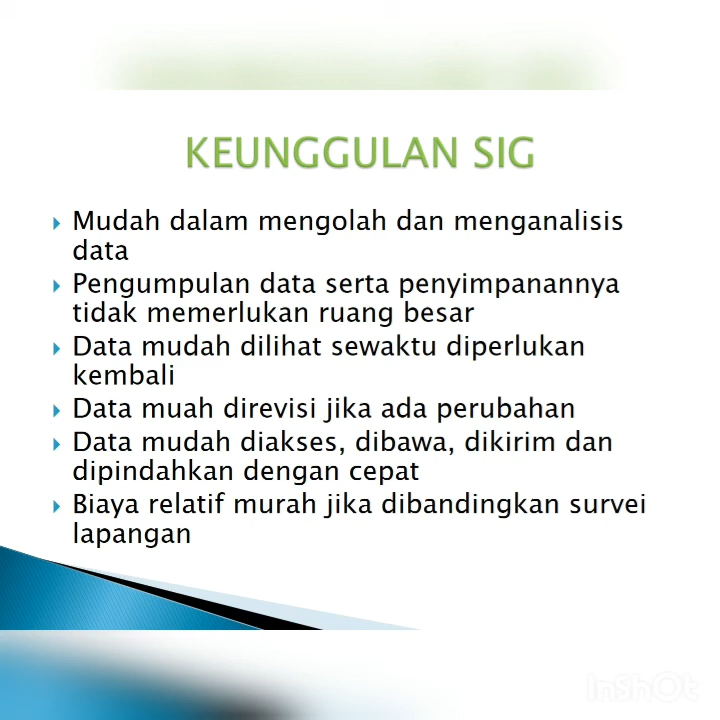 KEUNGGULAN SIG
Mudah dalam mengolah dan menganalisis
data
Pengumpulan data serta penyimpanannya
tidak memerlukan ruang besar
Data mudah dilihat sewaktu diperlukan
kembali
Data muah direvisi jika ada perubahan
Data mudah diakses, dibawa, dikirim dan
dipindahkan dengan cepat
Biaya relatif murah jika dibandingkan survei
lapangan
InShOt